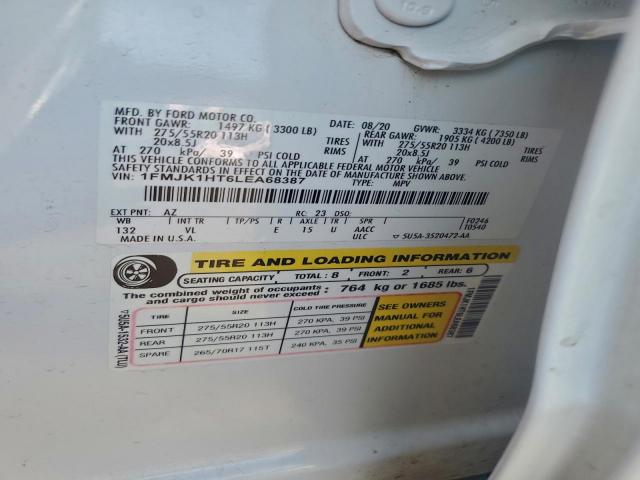 MFD. BY FORD MOTOR CO.
08/20 GVWR: 3334 KG ( 7350 LB)
FRONT GAWR: 1497 KG ( 3300 LB)
REAR GAWR: 1905 KG ( 4200 LB)
WITH 275/55R20 113H
WITH 275/55R20 113H
20x8.5J
20x8.5J
AT 270 kPa/ 39 PSI COLD
AT 270 kPa/ 39 PSI COLD
THIS VEHICLE CONFORMS TO ALL APPLICABLE FEDERAL MOTOR VEHICLE
SAFETY STANDARDS IN EFFECT ON THE DATE OF MANUFACTURE SHOWN ABOVE.
VIN: 1FMJK1HT6LEA68387
TYPE: MPV
EXT PNT: AZ RC: 23 DSO:
WB INT TR TP/PS R AXLE TR SPR F0246
132 VL E 15 U AACC T0540
MADE IN U.S.A. ULC 5U5A-3520472-AA
TIRE AND LOADING INFORMATION
SEATING CAPACITY TOTAL: 8 FRONT: 2 REAR: 6
The combined weight of occupants and cargo should never exceed: 764 kg or 1685 lbs.
COLD TIRE PRESSURE
FRONT 275/55R20 113H 270 KPA, 39 PSI
REAR 275/55R20 113H 270 KPA, 39 PSI
SPARE 265/70R17 115T 240 KPA, 35 PSI
SEE OWNERS
MANUAL FOR
ADDITIONAL
INFORMATION